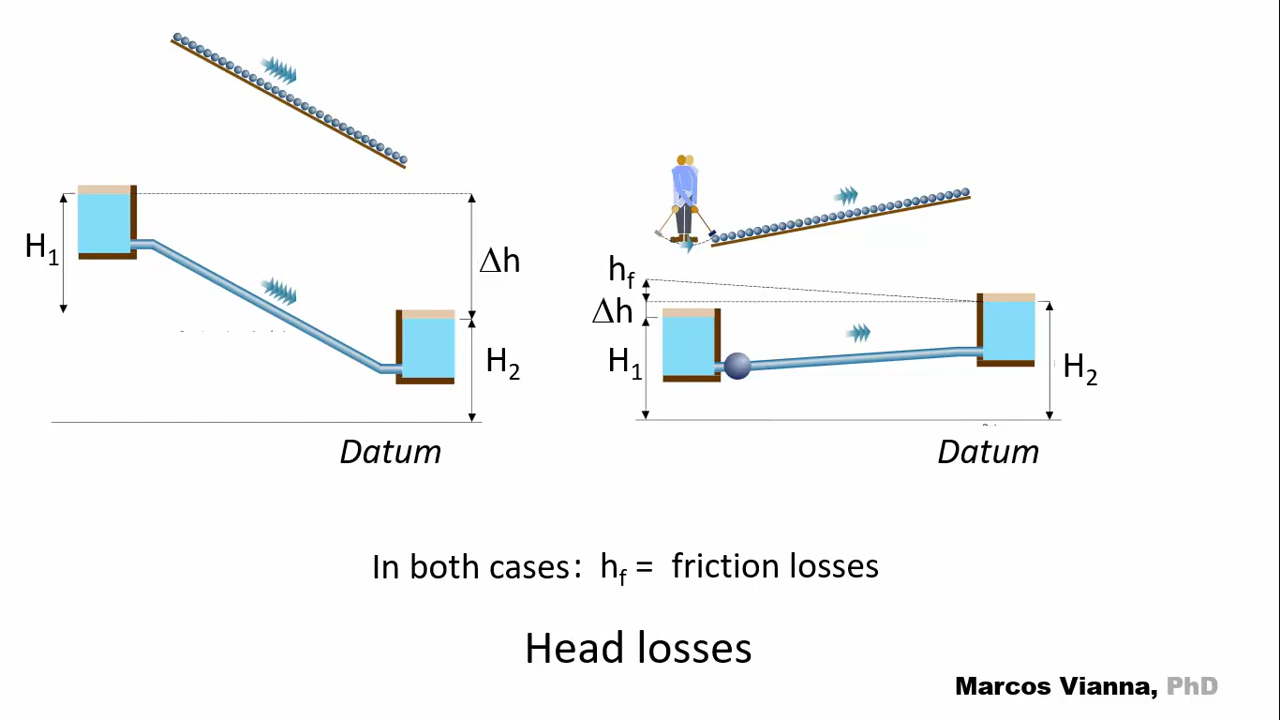 H₁
Δh
H₂
Datum
hf
Δh
H₁
H₂
Datum
In both cases: hf = friction losses
Head losses
Marcos Vianna, PhD